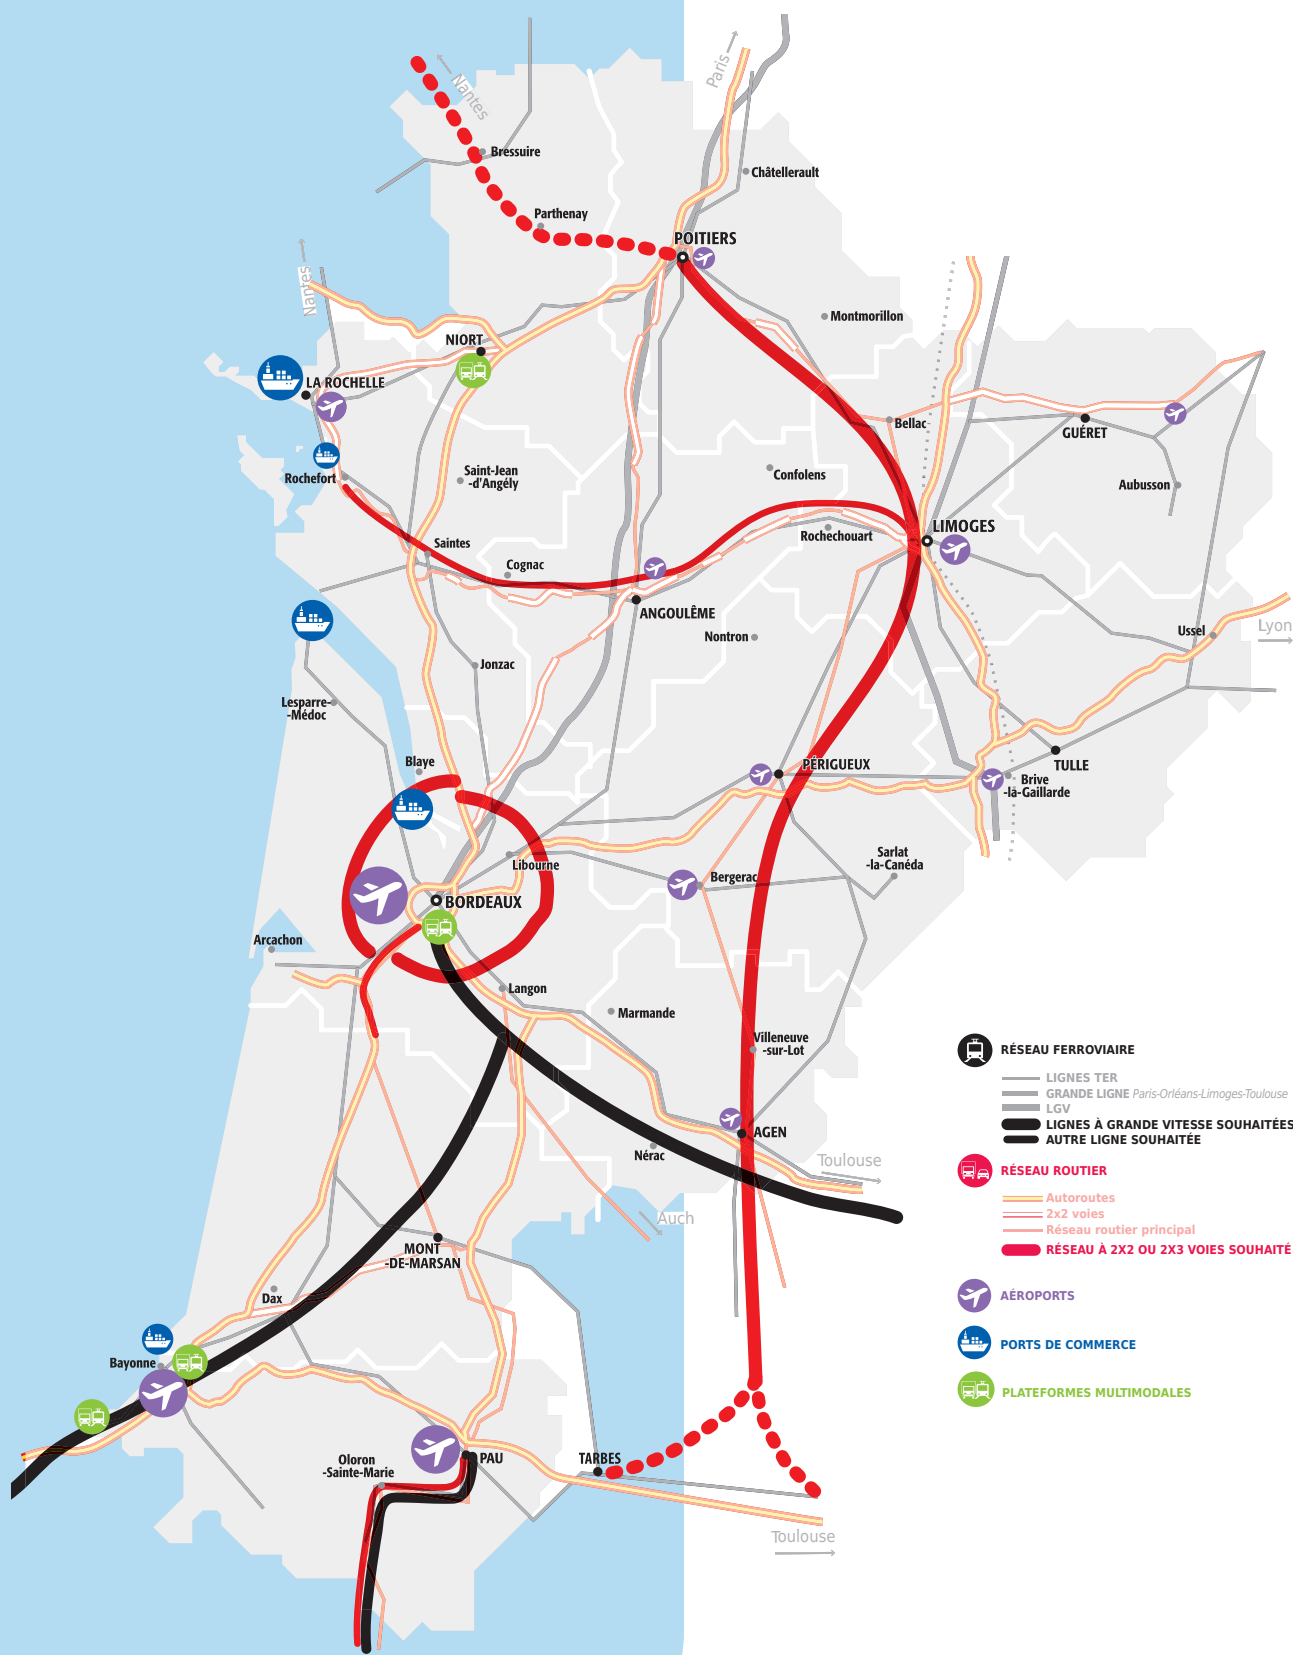 Paris
Nantes
Bressuire
Châtellerault
Parthenay
POITIERS
Nantes
Montmorillon
NIORT
LA ROCHELLE
Bellac
GUÉRET
Saint-Jean
-d'Angély
Confolens
Rochefort
Aubusson
LIMOGES
Rochechouart
Saintes
Cognac
ANGOULÊME
Lyon
Ussel
Nontron
Jonzac
Lesparre-
-Médoc
Blaye
PÉRIGUEUX
TULLE
Brive
-la-Gaillarde
Sarlat
-la-Canéda
Libourne
Bergerac
BORDEAUX
Arcachon
Langon
Marmande
Villeneuve
-sur-Lot
AGEN
Nérac
Toulouse
Auch
MONT
-DE-MARSAN
Dax
Bayonne
Oloron
-Sainte-Marie
PAU
TARBES
Toulouse
RÉSEAU FERROVIAIRE
LIGNES TER
GRANDE LIGNE Paris-Orléans-Limoges-Toulouse
LGV
LIGNES À GRANDE VITESSE SOUHAITÉES
AUTRE LIGNE SOUHAITÉE
RÉSEAU ROUTIER
Autoroutes
2x2 voies
Réseau routier principal
RÉSEAU À 2X2 OU 2X3 VOIES SOUHAITÉ
AÉROPORTS
PORTS DE COMMERCE
PLATEFORMES MULTIMODALES